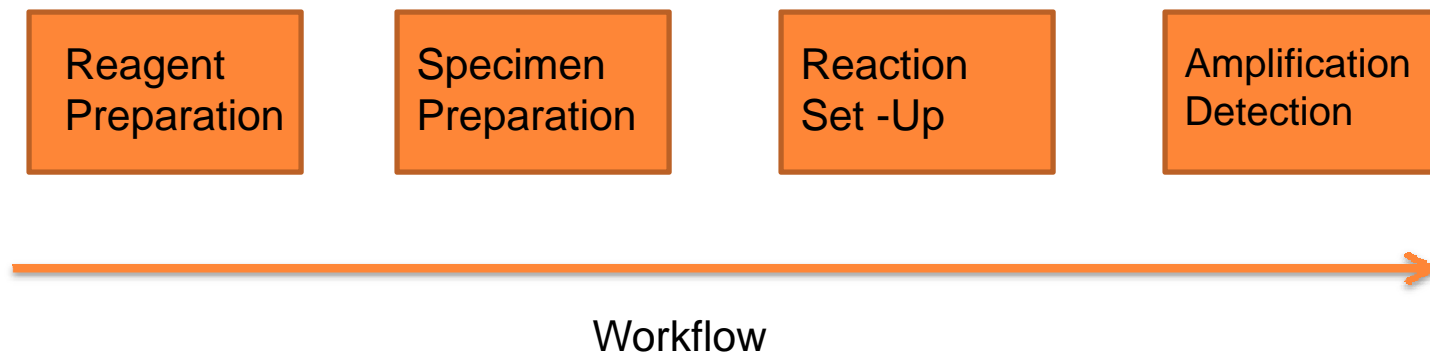 Reagent
Preparation
Specimen
Preparation
Reaction
Set -Up
Amplification
Detection
Workflow